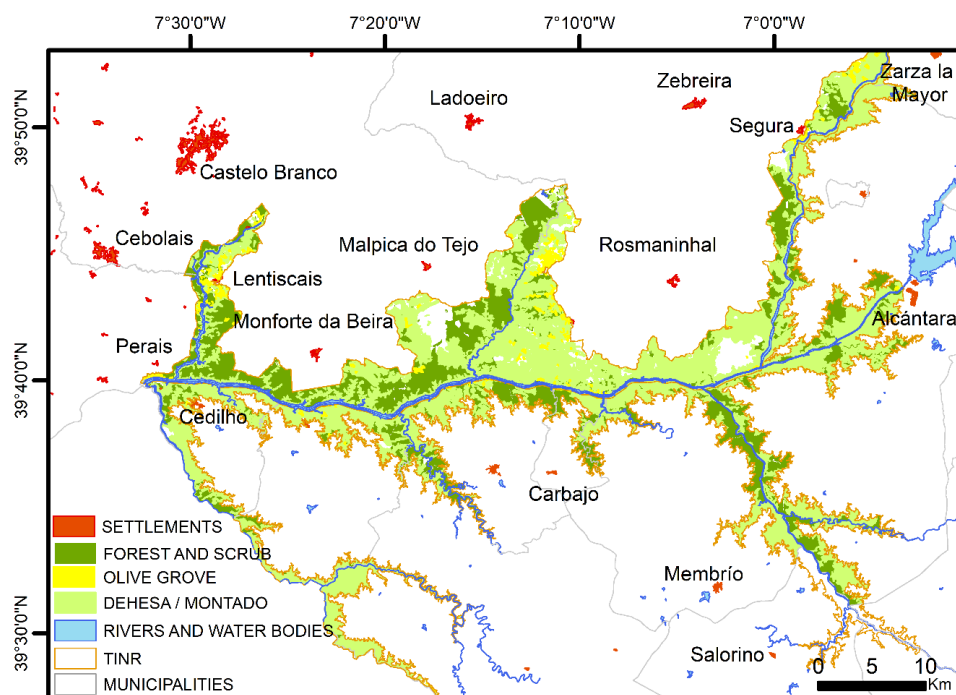 7°30'0"W
7°20'0"W
7°10'0"W
7°0'0"W
39°50'0"N
39°40'0"N
39°30'0"N
Zarza la
Mayor
Zebreira
Ladoeiro
Segura
Castelo Branco
Cebolais
Malpica do Tejo
Rosmaninhal
Lentiscais
Monforte da Beira
Alcántara
Perais
Cedilho
Carbajo
Membrío
Salorino
SETTLEMENTS
FOREST AND SCRUB
OLIVE GROVE
DEHESA / MONTADO
RIVERS AND WATER BODIES
TINR
MUNICIPALITIES
0 5 10
Km